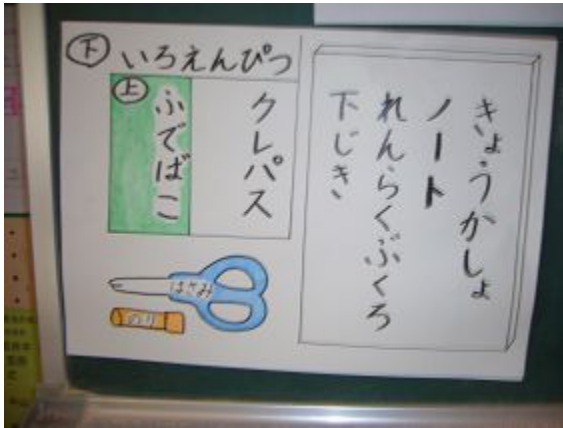 下 いろえんぴつ
上
ふでばこ
クレパス
はさみ
のり
きょうかしょ
ノート
れんらくぶくろ
下じき